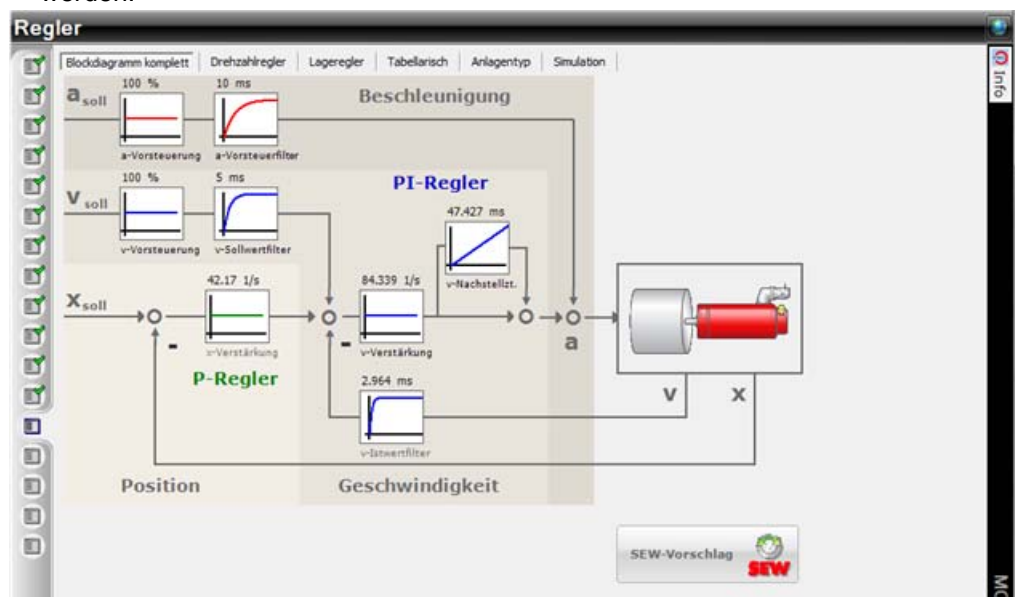 Regler
Blockdiagramm komplett Drehzahlregler Lageregler Tabellarisch Anlagentyp Simulation
Info
a soll
100 %
10 ms
Beschleunigung
a-Vorsteuerung
a-Vorsteuerfilter
v soll
100 %
5 ms
PI-Regler
v-Vorsteuerung
v-Sollwertfilter
47.427 ms
v-Nachstellzt.
x soll
42.17 1/s
84.339 1/s
-
-
x-Verstärkung
v-Verstärkung
a
P-Regler
2.964 ms
v
x
v-Istwertfilter
Position
Geschwindigkeit
SEW-Vorschlag
SEW